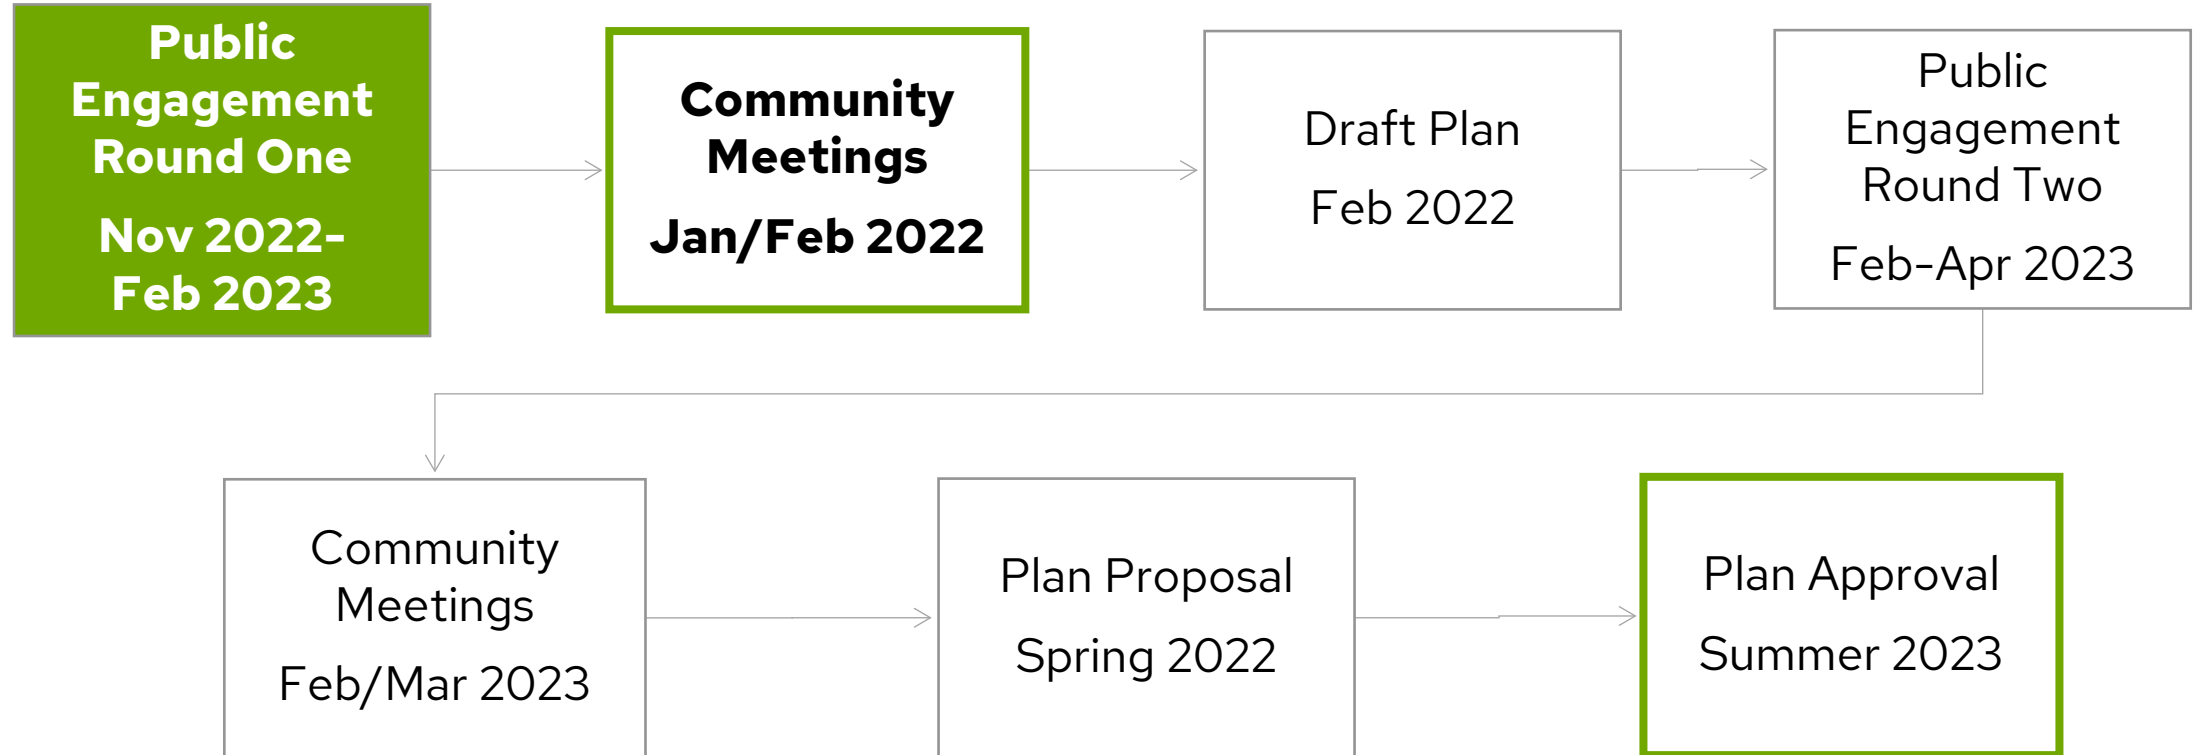 Public
Engagement
Round One
Nov 2022-
Feb 2023
Community
Meetings
Jan/Feb 2022
Draft Plan
Feb 2022
Public
Engagement
Round Two
Feb-Apr 2023
Community
Meetings
Feb/Mar 2023
Plan Proposal
Spring 2022
Plan Approval
Summer 2023